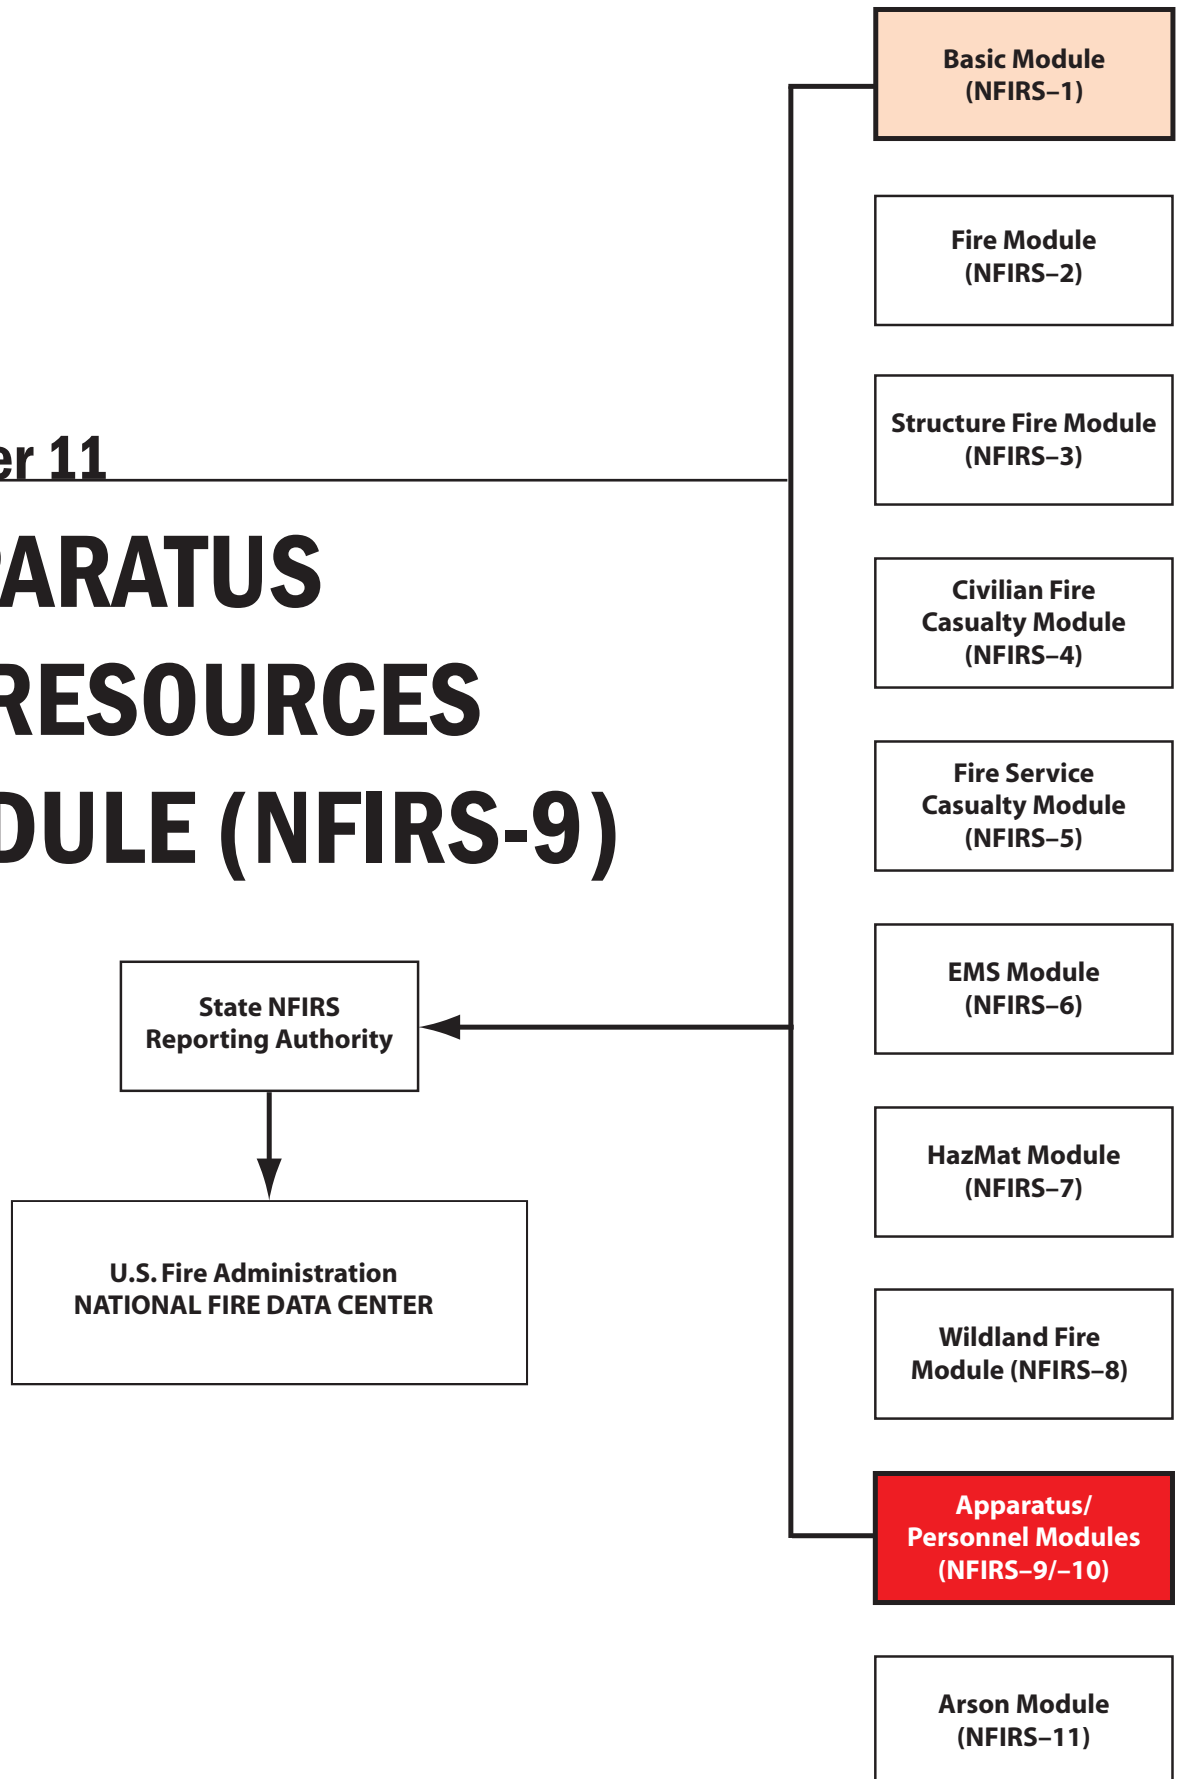 Basic Module
(NFIRS–1)
Fire Module
(NFIRS–2)
Structure Fire Module
(NFIRS–3)
er 11
PARATUS
RESOURCES
DULE (NFIRS-9)
Civilian Fire
Casualty Module
(NFIRS–4)
Fire Service
Casualty Module
(NFIRS–5)
EMS Module
(NFIRS–6)
State NFIRS
Reporting Authority
HazMat Module
(NFIRS–7)
U.S. Fire Administration
NATIONAL FIRE DATA CENTER
Wildland Fire
Module (NFIRS–8)
Apparatus/
Personnel Modules
(NFIRS–9/–10)
Arson Module
(NFIRS–11)